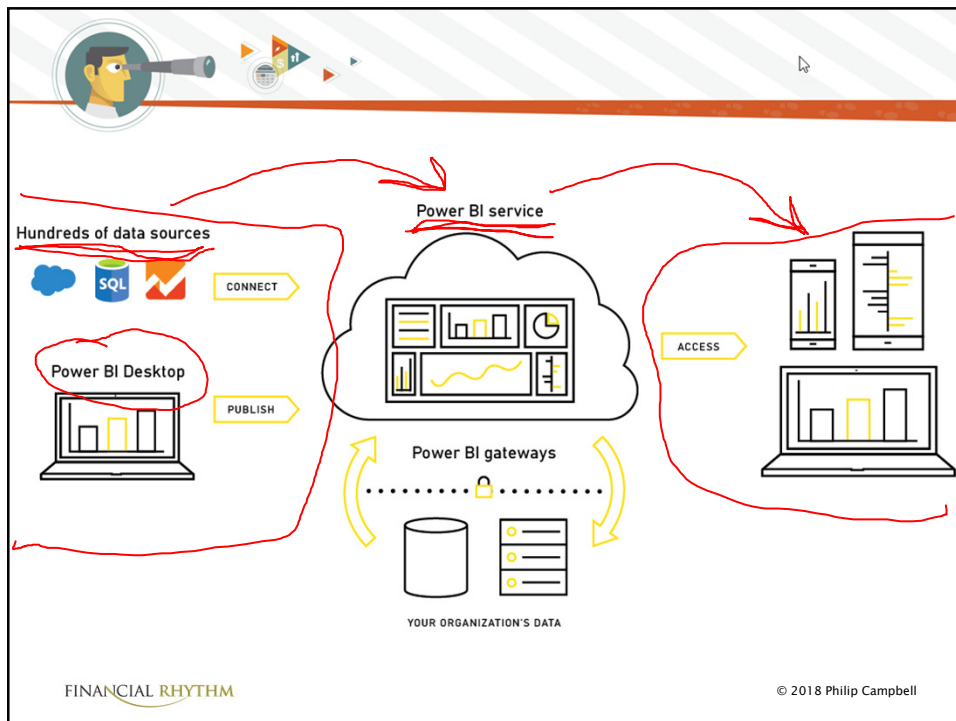 Power BI service
Hundreds of data sources
SQL
CONNECT
ACCESS
Power BI Desktop
PUBLISH
Power BI gateways
YOUR ORGANIZATION'S DATA
FINANCIAL RHYTHM
© 2018 Philip Campbell